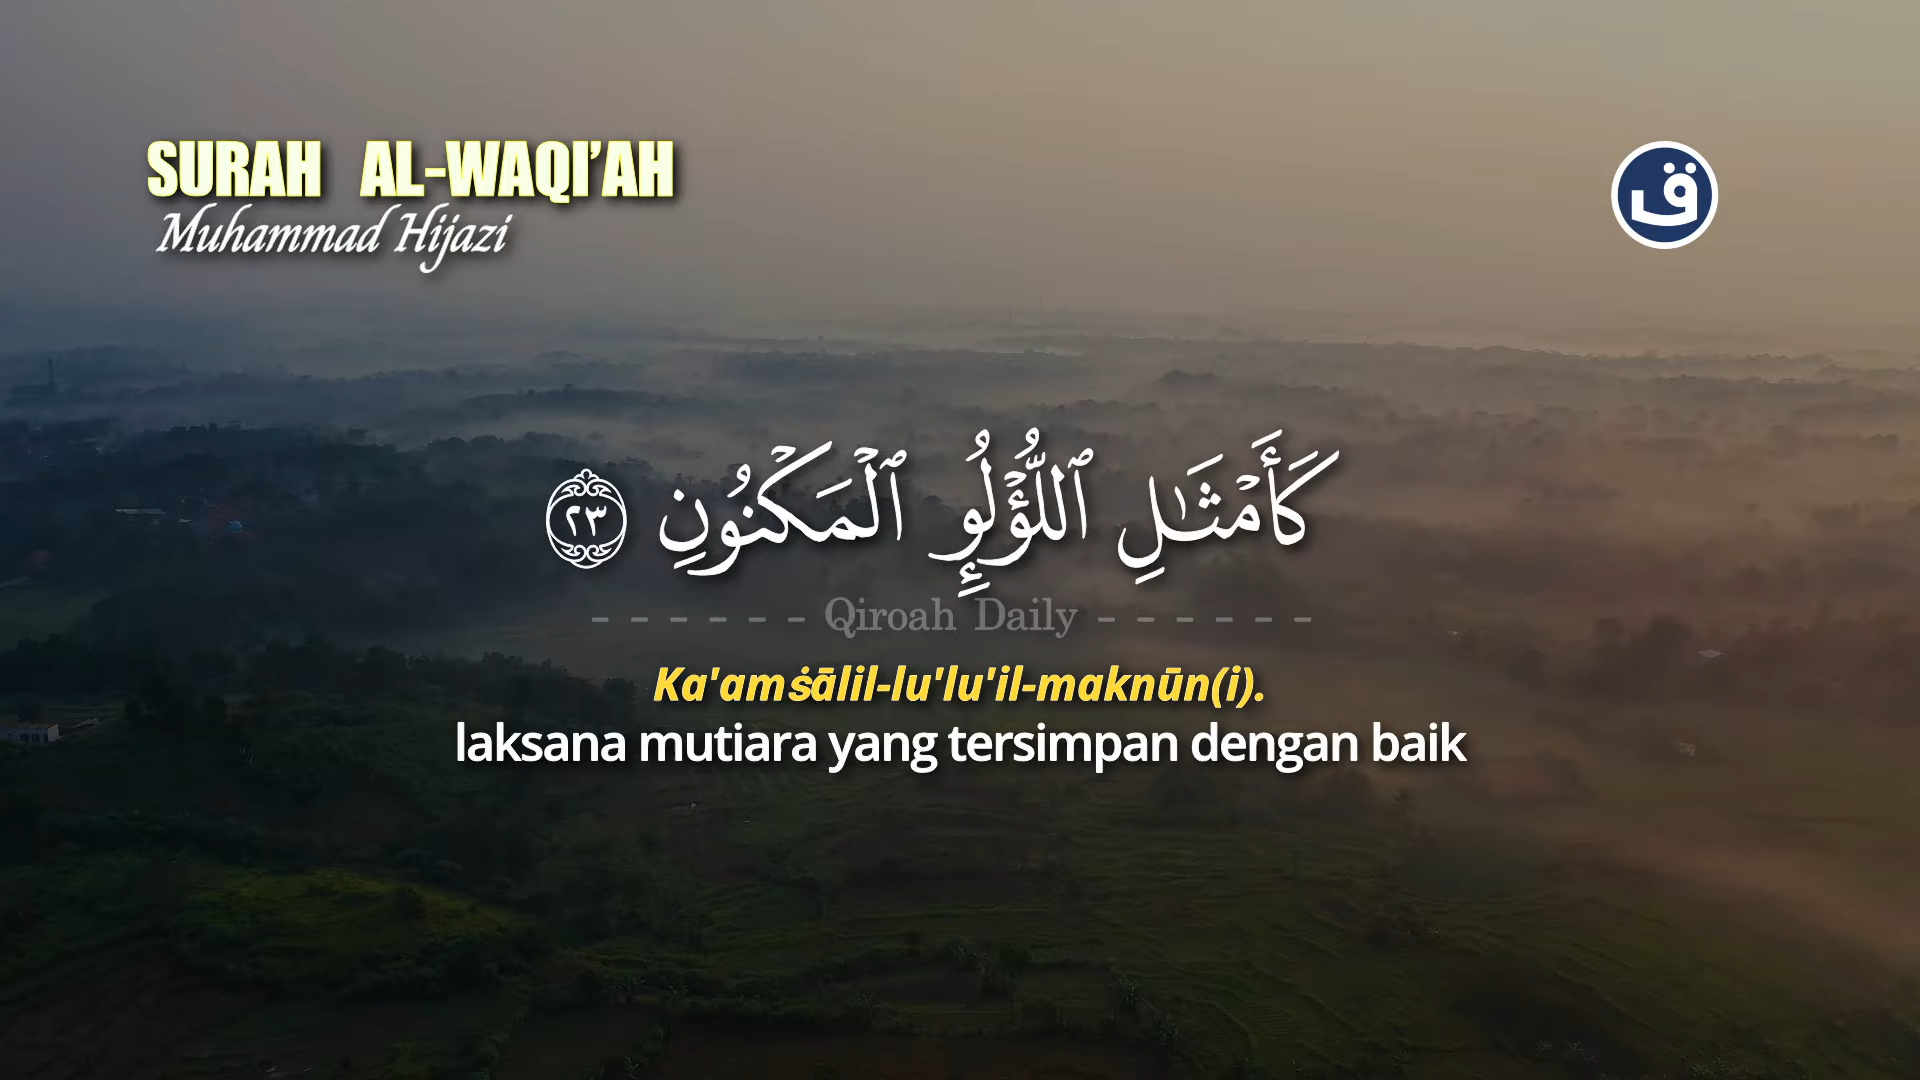 SURAH AL-WAQI’AH
Muhammad Hijazi
ق
كَأَمْثَـٰلِ ٱللُّؤْلُؤِ ٱلْمَكْنُونِ ٢٣
- - - - - - Qiroah Daily - - - - - -
Ka'amṡālil-lu'lu'il-maknūn(i).
laksana mutiara yang tersimpan dengan baik